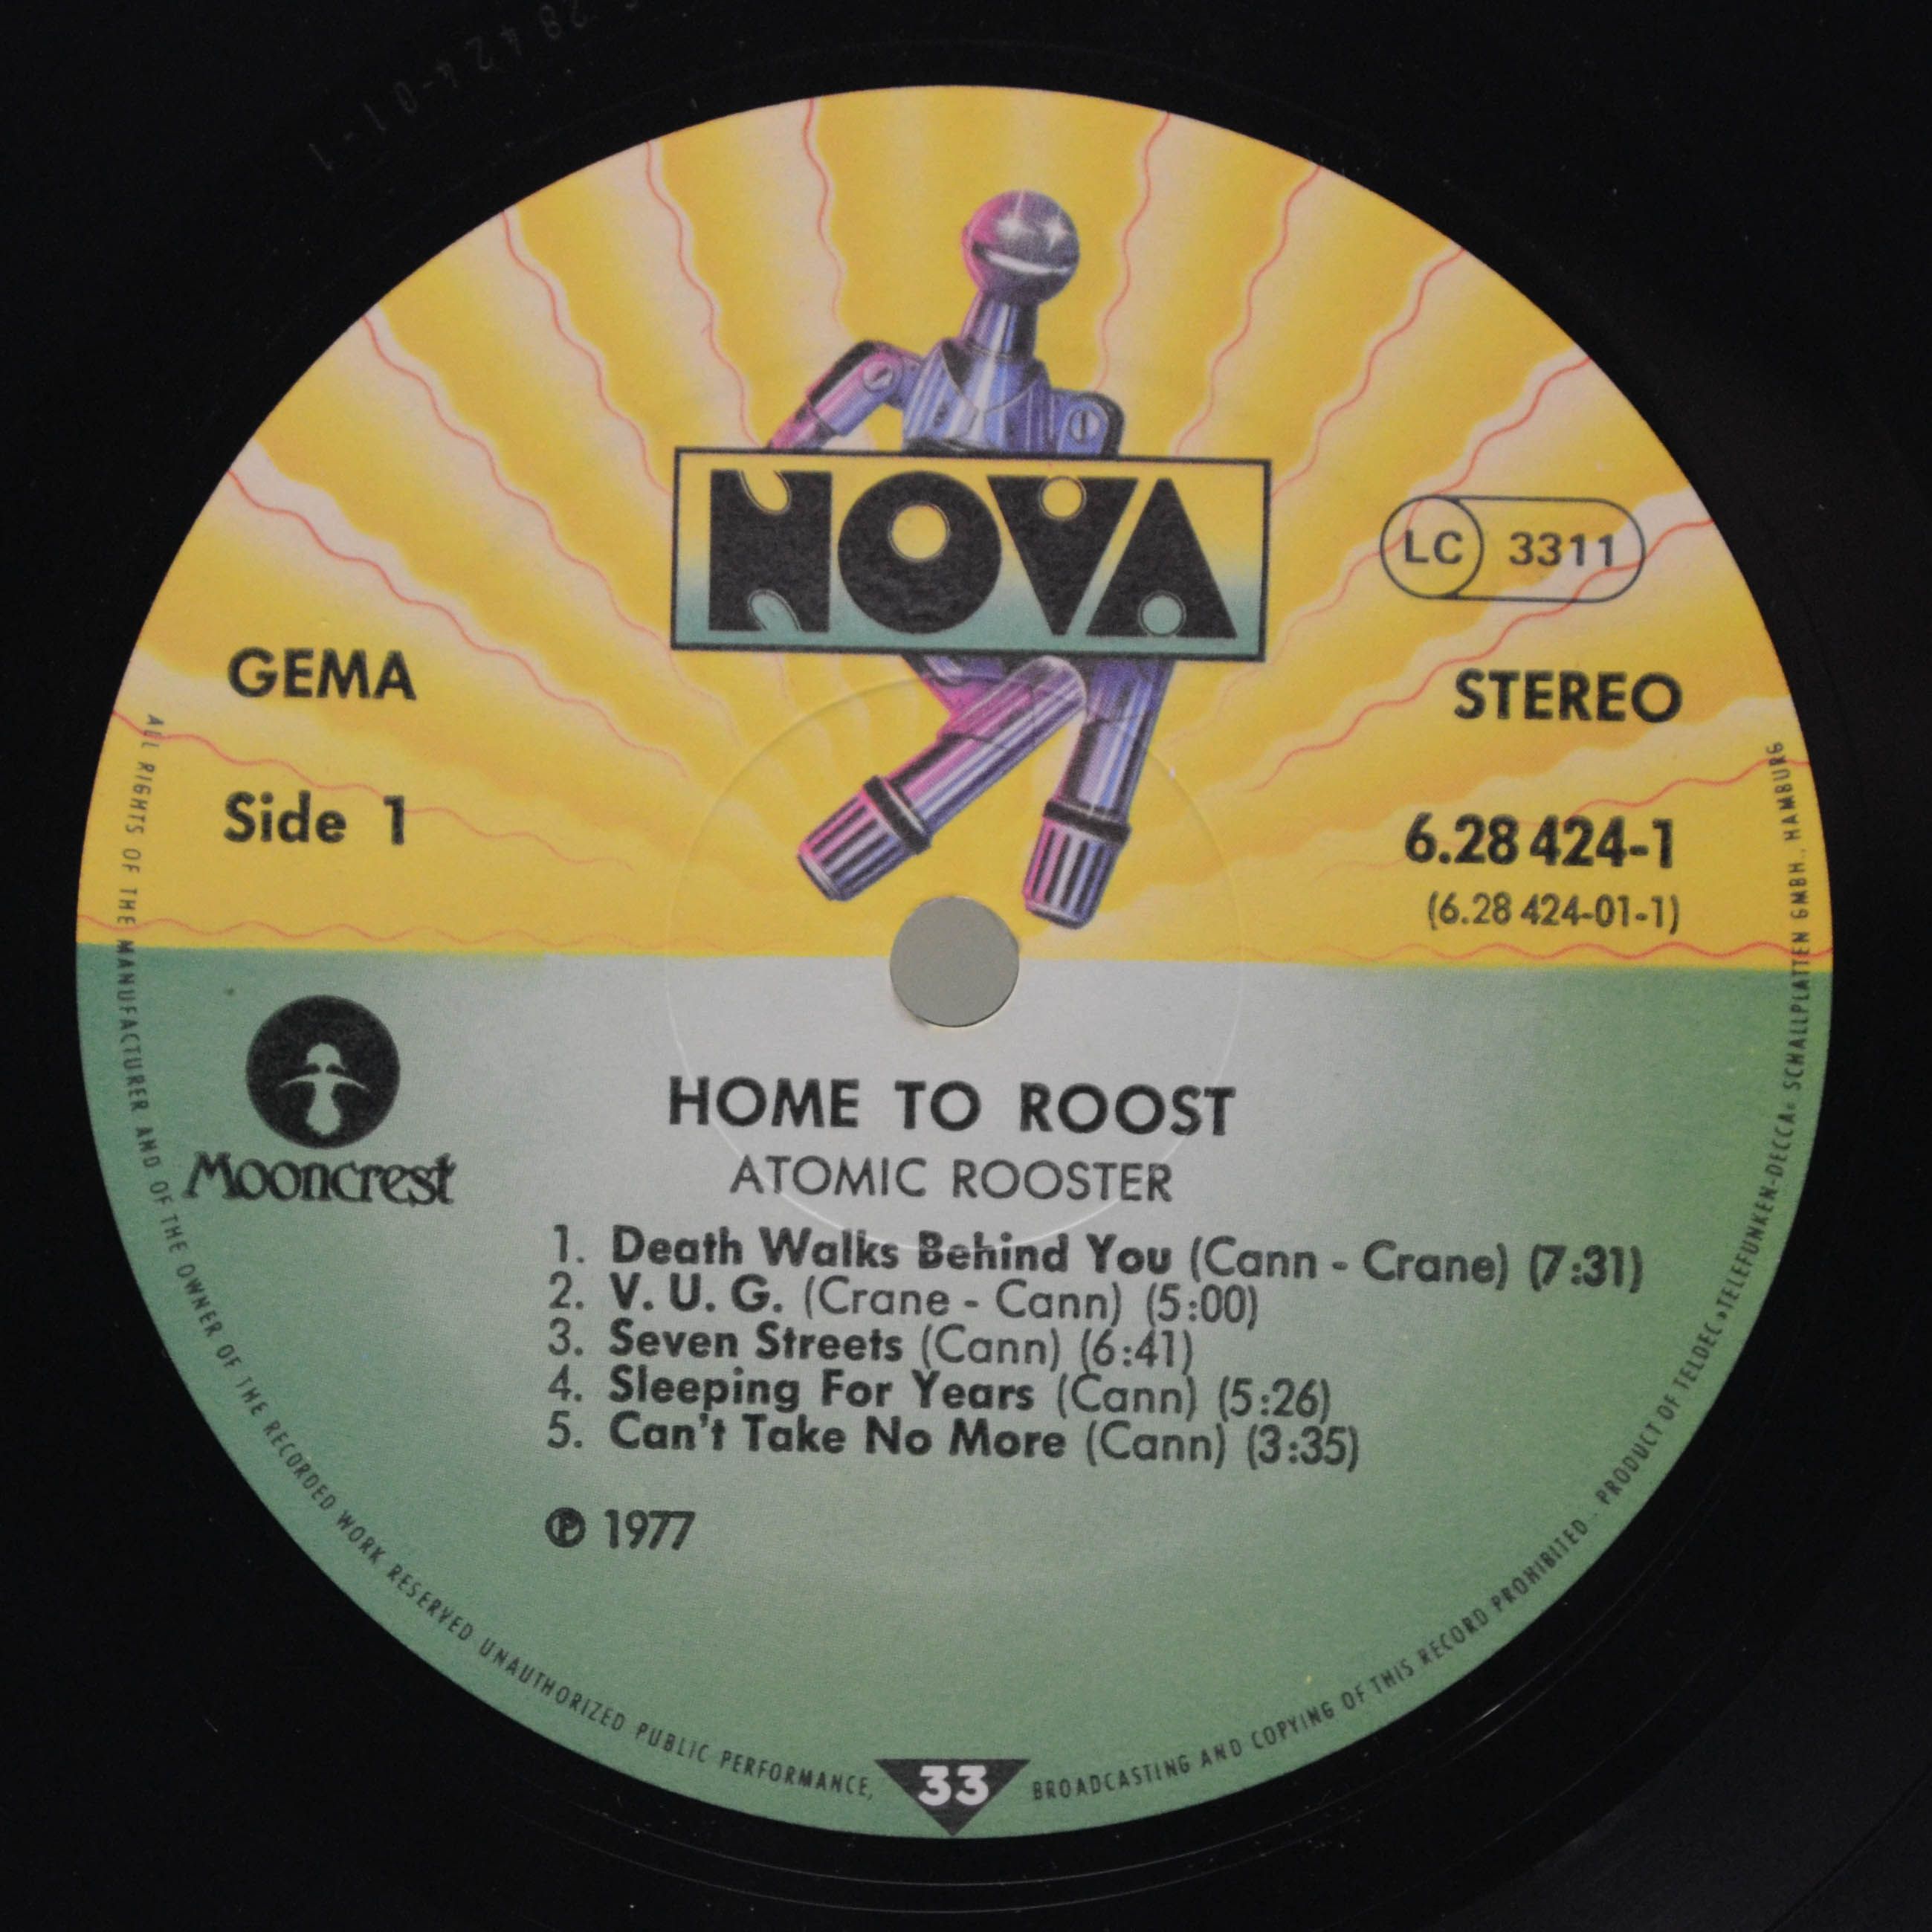 28424-01-1
NOVA
LC 3311
GEMA
STEREO
Side 1
6.28 424-1
(6.28 424-01-1)
Mooncrest
HOME TO ROOST
ATOMIC ROOSTER
1. Death Walks Behind You (Cann - Crane) (7:31)
2. V. U. G. (Crane - Cann) (5:00)
3. Seven Streets (Cann) (6:41)
4. Sleeping For Years (Cann) (5:26)
5. Can't Take No More (Cann) (3:35)
℗ 1977
33
ALL RIGHTS OF THE MANUFACTURER AND OF THE OWNER OF THE RECORDED WORK RESERVED UNAUTHORIZED PUBLIC PERFORMANCE, BROADCASTING AND COPYING OF THIS RECORD PROHIBITED . PRODUCT OF TELDEC »TELEFUNKEN-DECCA« SCHALLPLATTEN GMBH., HAMBURG